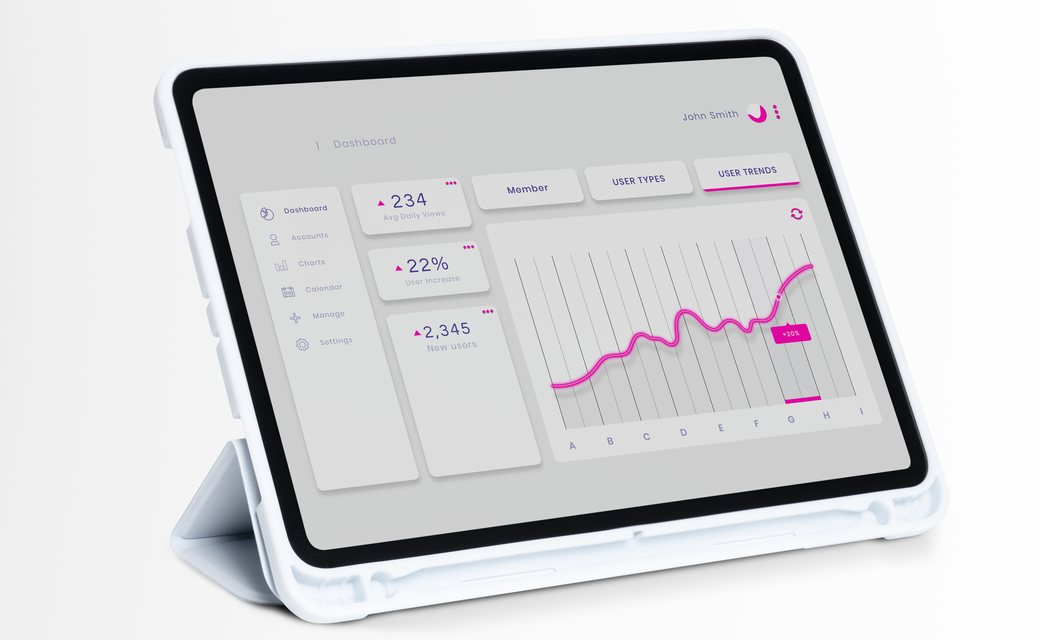 John Smith
| Dashboard
Dashboard
Accounts
Charts
Calendar
Manage
Settings
234
Avg Daily Views
22%
User Increase
2,345
New users
Member
USER TYPES
USER TRENDS
+20%
A B C D E F G H I